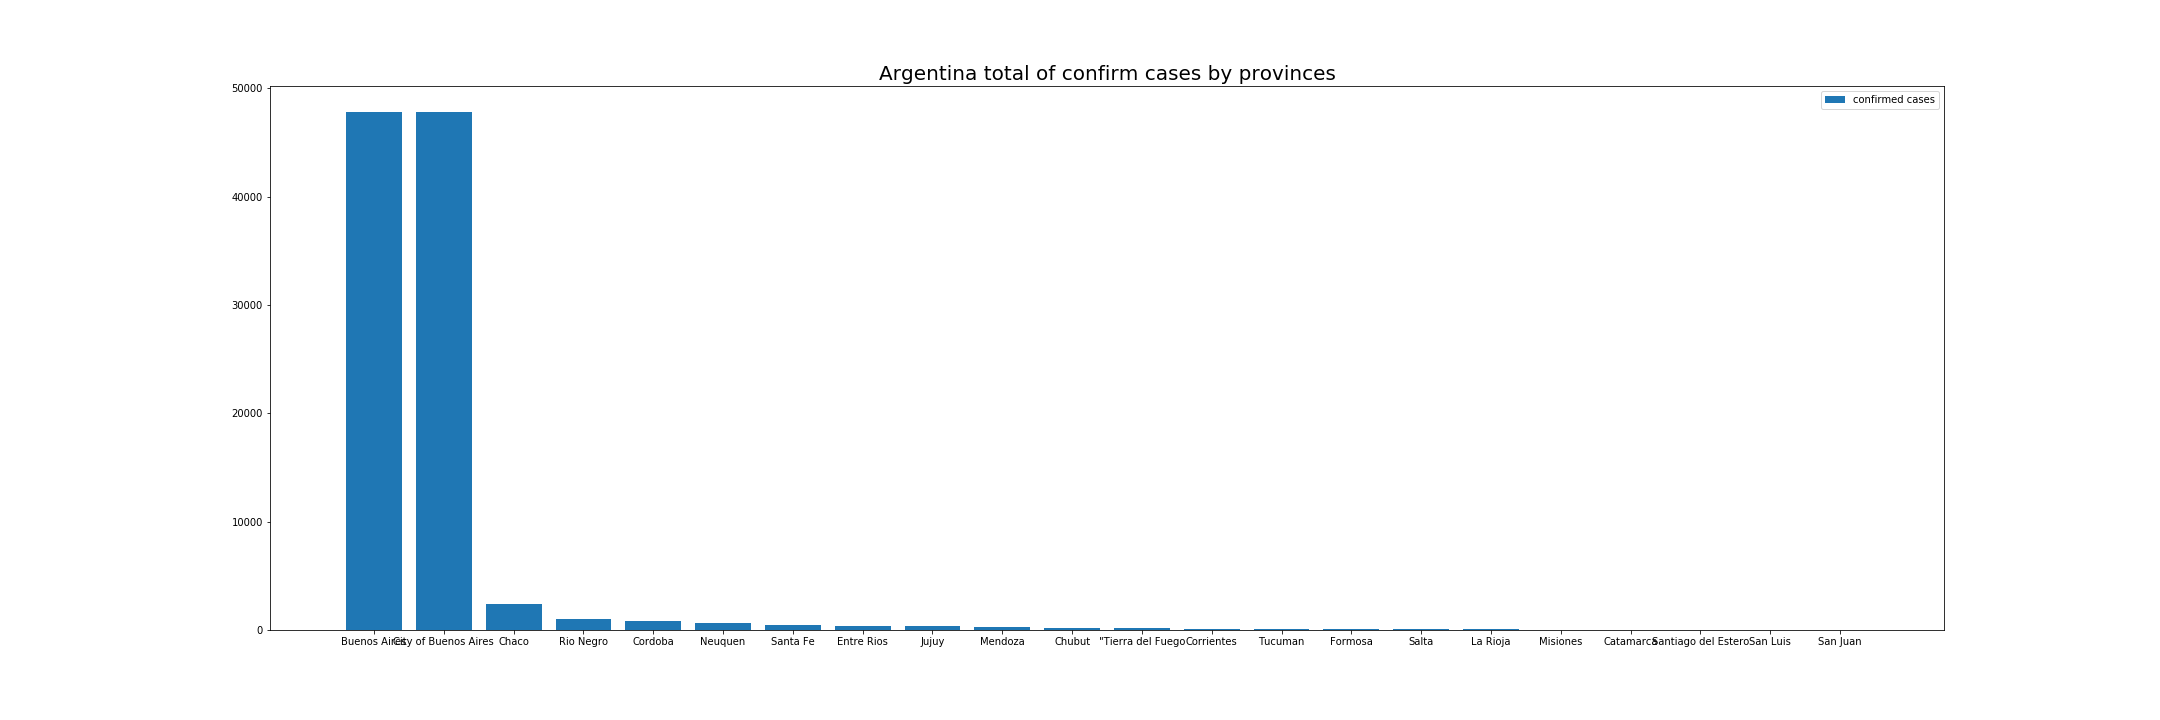 Argentina total of confirm cases by provinces
confirmed cases
50000
40000
30000
20000
10000
0
Buenos Aires City of Buenos Aires Chaco Rio Negro Cordoba Neuquen Santa Fe Entre Rios Jujuy Mendoza Chubut "Tierra del Fuego Corrientes Tucuman Formosa Salta La Rioja Misiones Catamarca Santiago del Estero San Luis San Juan